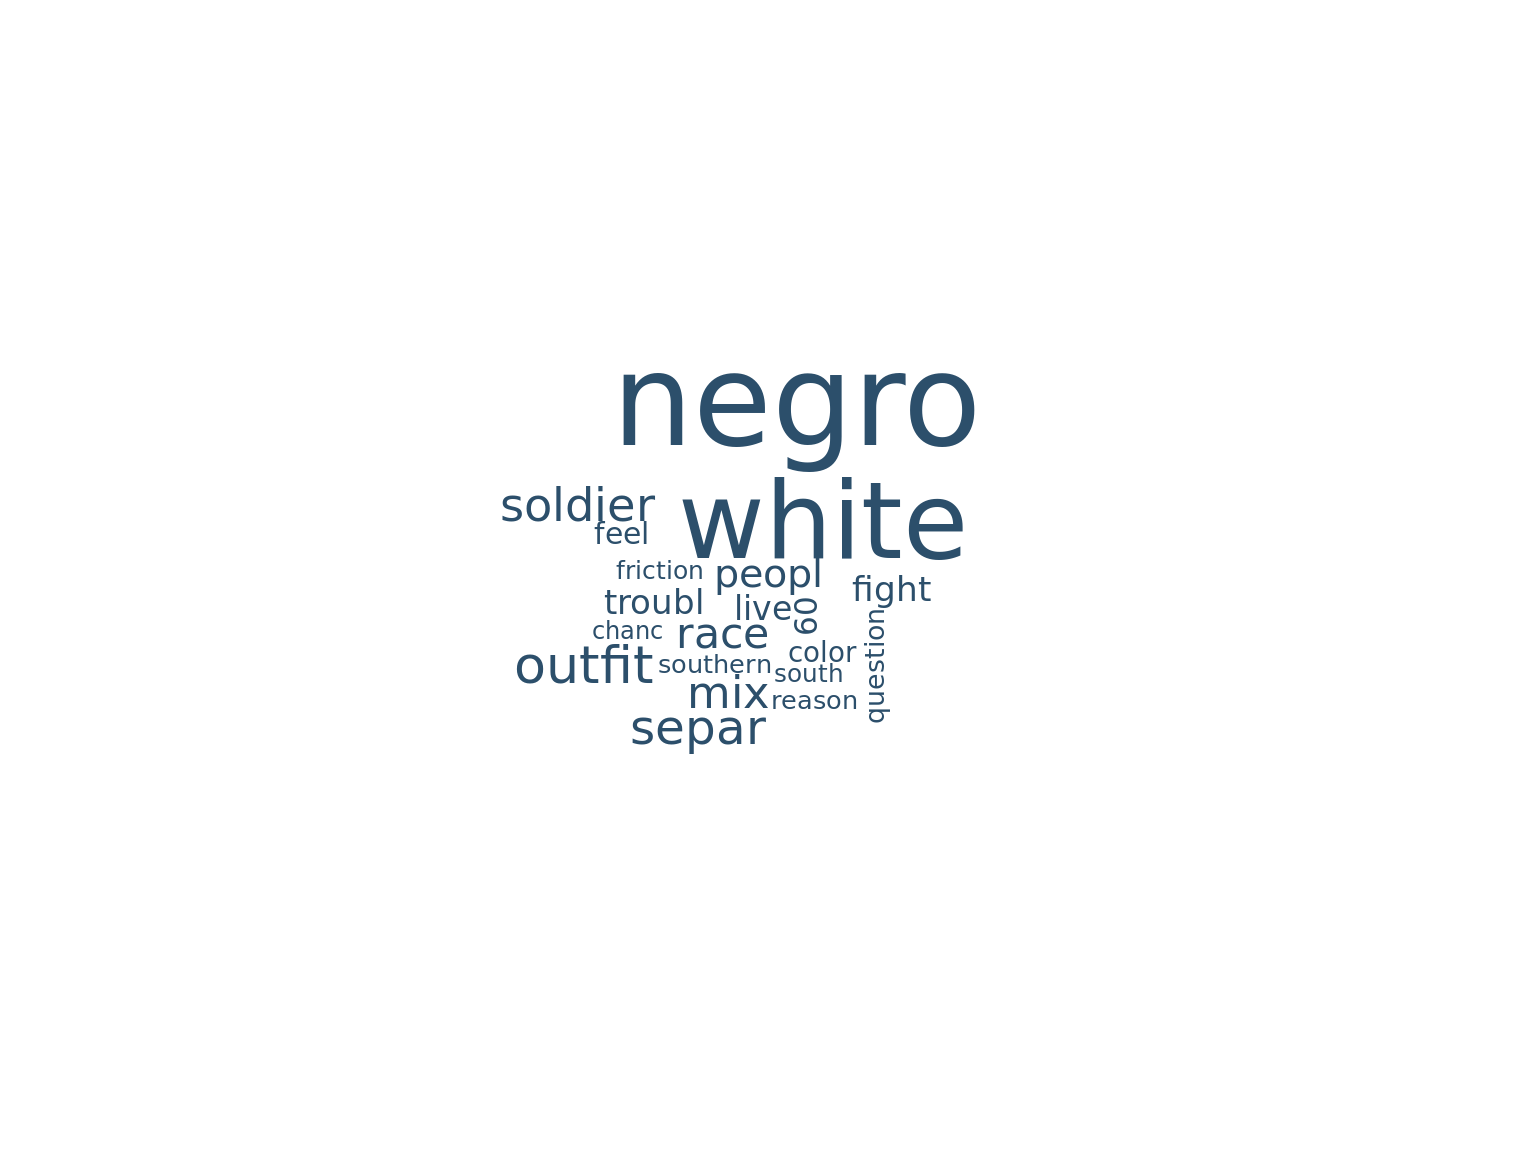 negro
white
soldier
feel
friction
peopl
fight
troubl
live
60
chanc
race
question
outfit
southern
color
south
mix
reason
separ